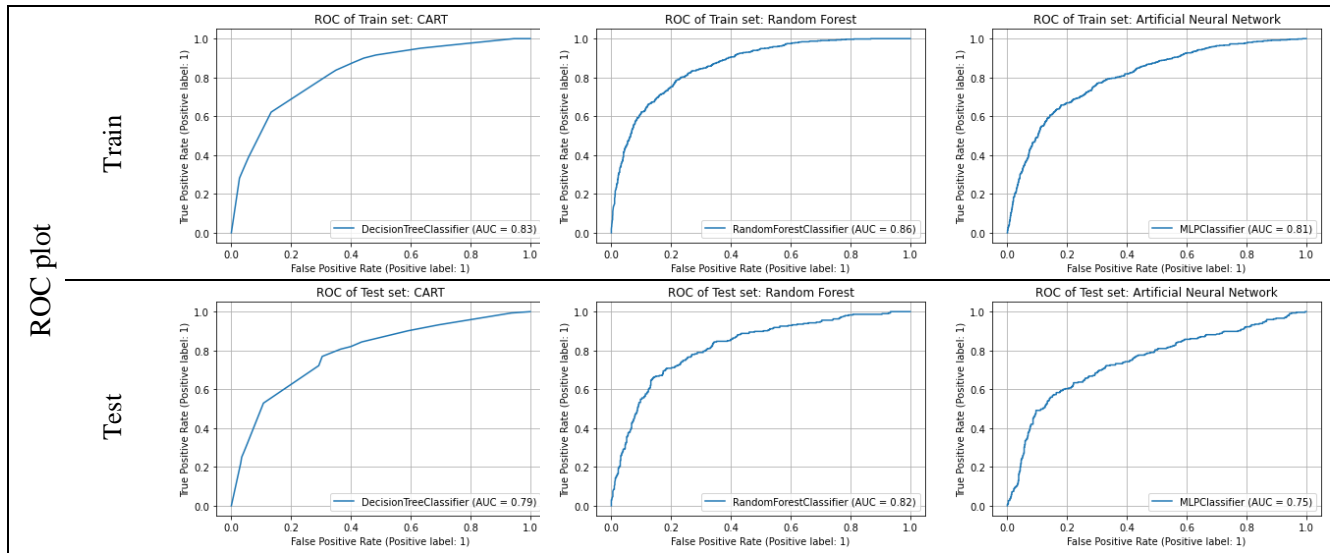 ROC plot
Train
ROC of Train set: CART
True Positive Rate (Positive label: 1)
1.0
0.8
0.6
0.4
0.2
0.0
DecisionTreeClassifier (AUC = 0.83)
0.0 0.2 0.4 0.6 0.8 1.0
False Positive Rate (Positive label: 1)
ROC of Train set: Random Forest
True Positive Rate (Positive label: 1)
1.0
0.8
0.6
0.4
0.2
0.0
RandomForestClassifier (AUC = 0.86)
0.0 0.2 0.4 0.6 0.8 1.0
False Positive Rate (Positive label: 1)
ROC of Train set: Artificial Neural Network
True Positive Rate (Positive label: 1)
1.0
0.8
0.6
0.4
0.2
0.0
MLPClassifier (AUC = 0.81)
0.0 0.2 0.4 0.6 0.8 1.0
False Positive Rate (Positive label: 1)
Test
ROC of Test set: CART
True Positive Rate (Positive label: 1)
1.0
0.8
0.6
0.4
0.2
0.0
DecisionTreeClassifier (AUC = 0.79)
0.0 0.2 0.4 0.6 0.8 1.0
False Positive Rate (Positive label: 1)
ROC of Test set: Random Forest
True Positive Rate (Positive label: 1)
1.0
0.8
0.6
0.4
0.2
0.0
RandomForestClassifier (AUC = 0.82)
0.0 0.2 0.4 0.6 0.8 1.0
False Positive Rate (Positive label: 1)
ROC of Test set: Artificial Neural Network
True Positive Rate (Positive label: 1)
1.0
0.8
0.6
0.4
0.2
0.0
MLPClassifier (AUC = 0.75)
0.0 0.2 0.4 0.6 0.8 1.0
False Positive Rate (Positive label: 1)